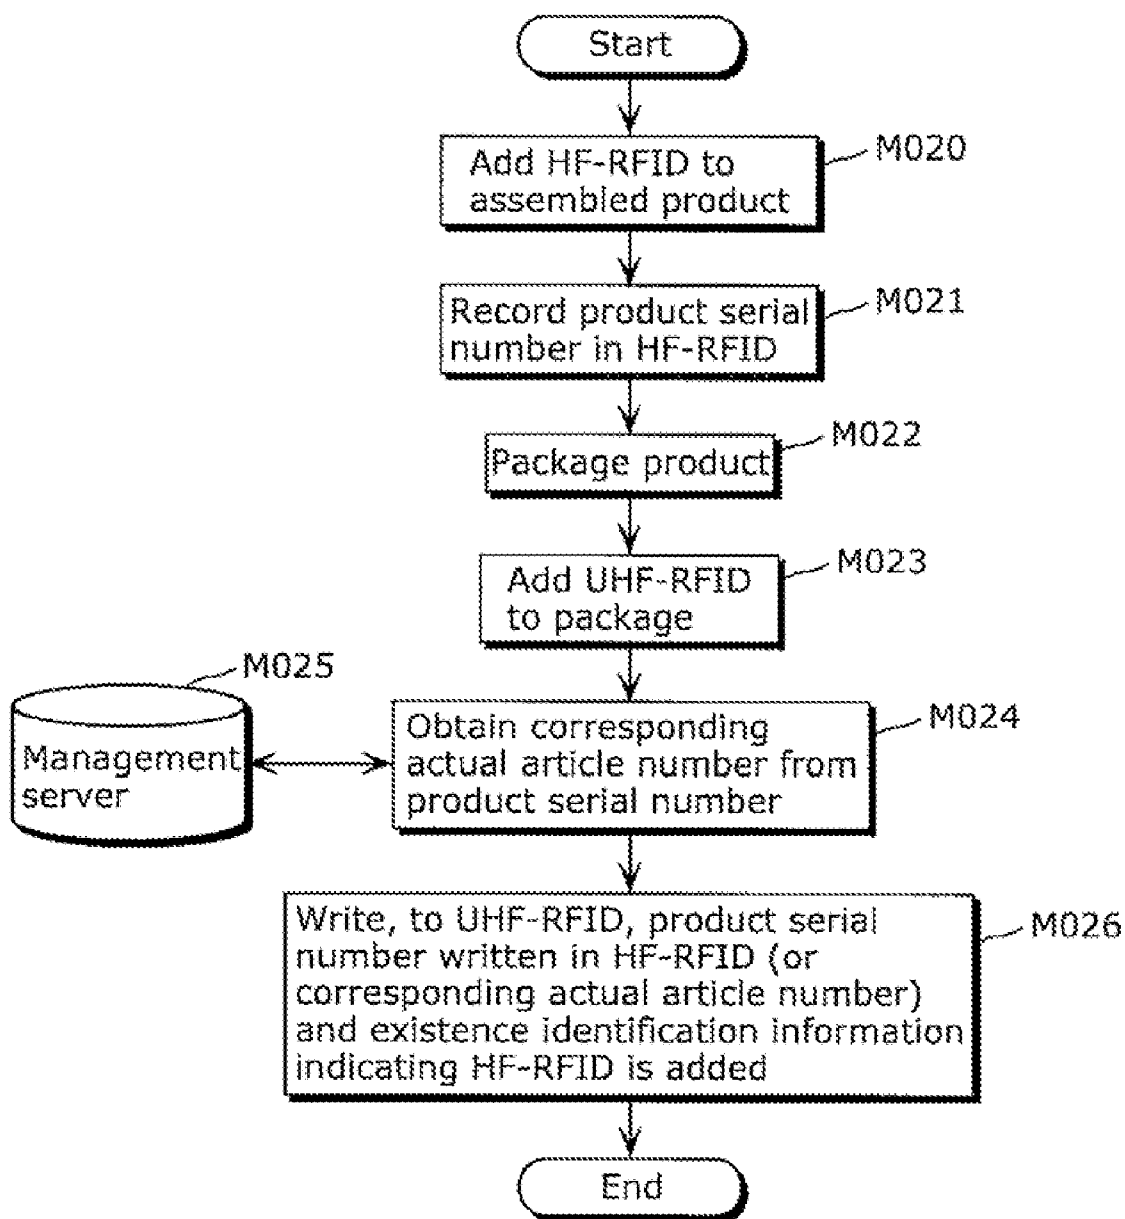 Start
Add HF-RFID to
assembled product
M020
Record product serial
number in HF-RFID
M021
Package product
M022
Add UHF-RFID
to package
M023
Management
server
M025
Obtain corresponding
actual article number from
product serial number
M024
Write, to UHF-RFID, product serial
number written in HF-RFID (or
corresponding actual article number)
and existence identification information
indicating HF-RFID is added
M026
End